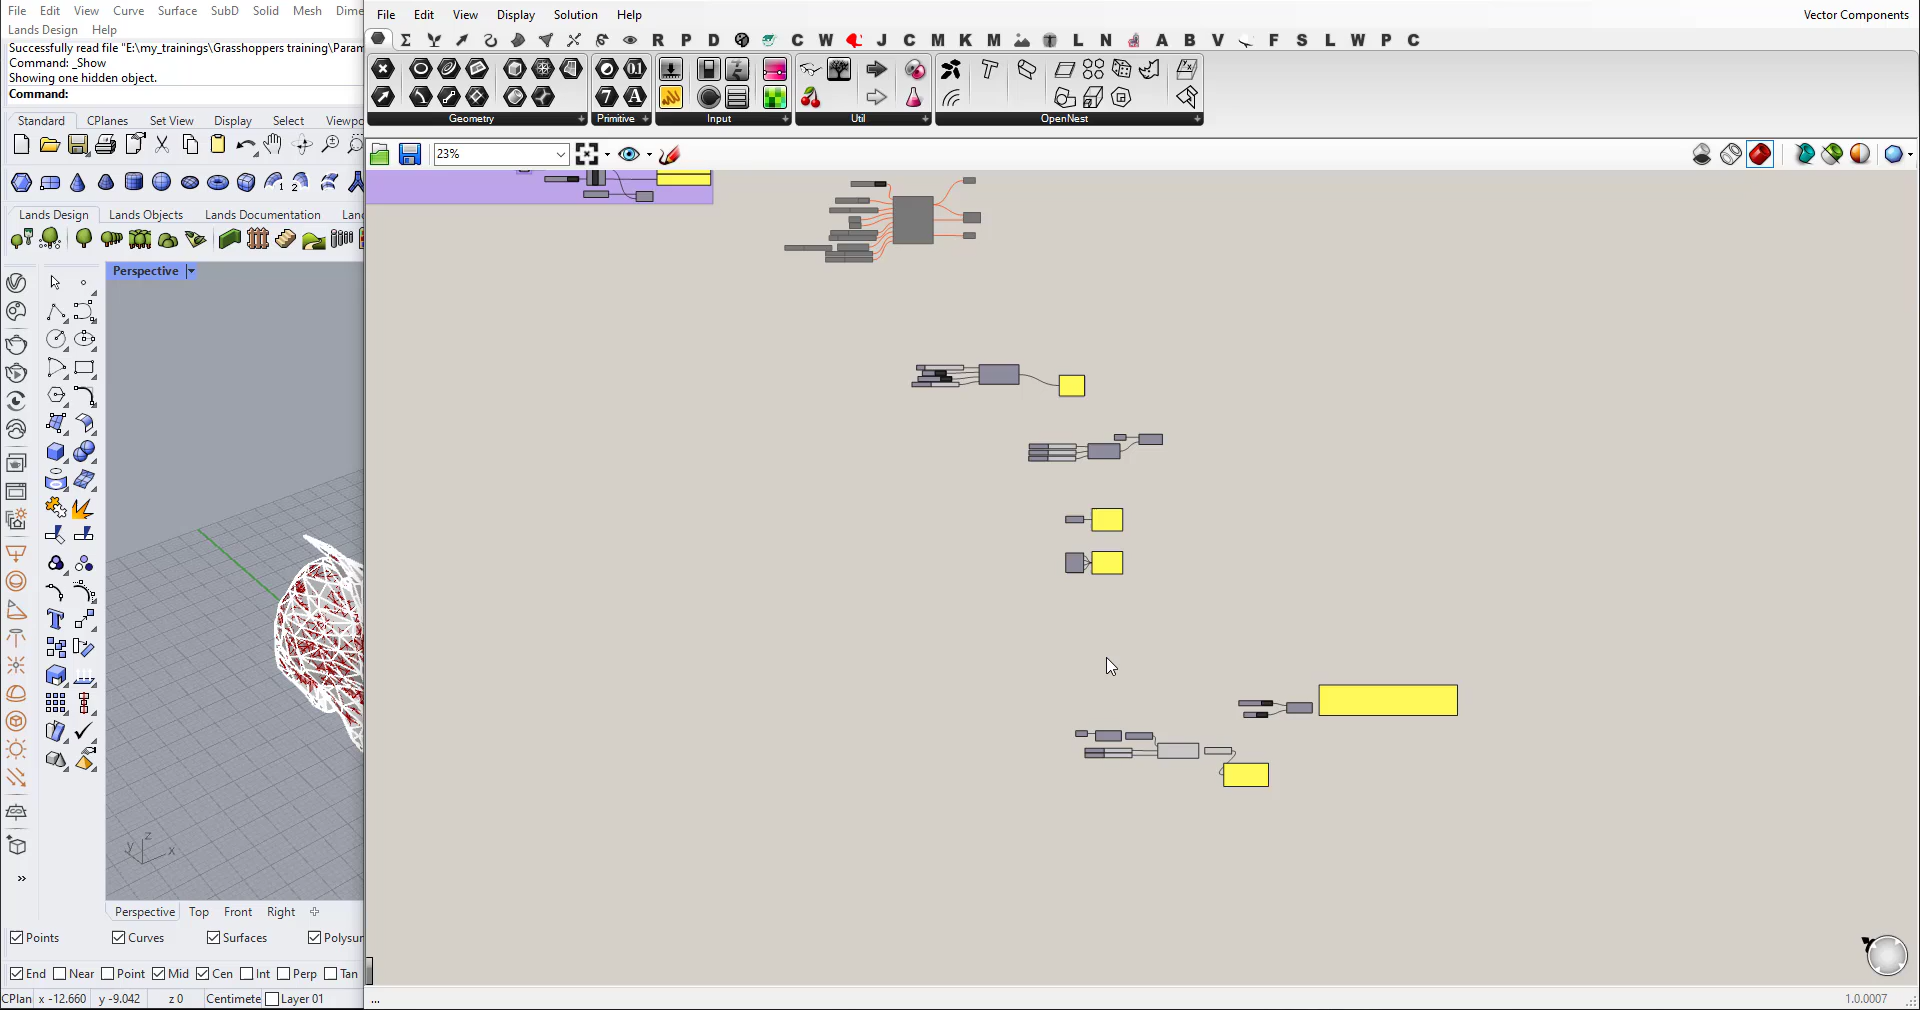 File Edit View Curve Surface SubD Solid Mesh Dime
Lands Design Help
Successfully read file "E:\my_trainings\Grasshoppers training\Param
Command: _Show
Showing one hidden object.
Command:
Standard CPlanes Set View Display Select Viewpo
Lands Design Lands Objects Lands Documentation Lan
Perspective
z
y
x
Perspective Top Front Right
Points Curves Surfaces Polysur
End Near Point Mid Cen Int Perp Tan
CPlan x -12.660 y -9.042 z 0 Centimete Layer 01
File Edit View Display Solution Help
Vector Components
R P D C W J C M K M L N A B V F S L W P C
Geometry Primitive Input Util OpenNest
23%
...
1.0.0007